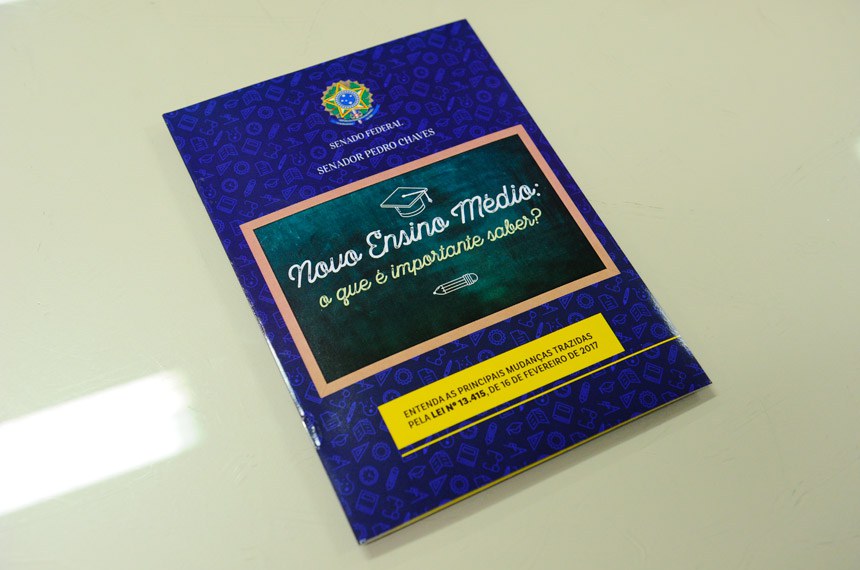 SENADO FEDERAL
SENADOR PEDRO CHAVES
Novo Ensino Médio:
o que é importante saber?
ENTENDA AS PRINCIPAIS MUDANÇAS TRAZIDAS
PELA LEI Nº 13.415, DE 16 DE FEVEREIRO DE 2017